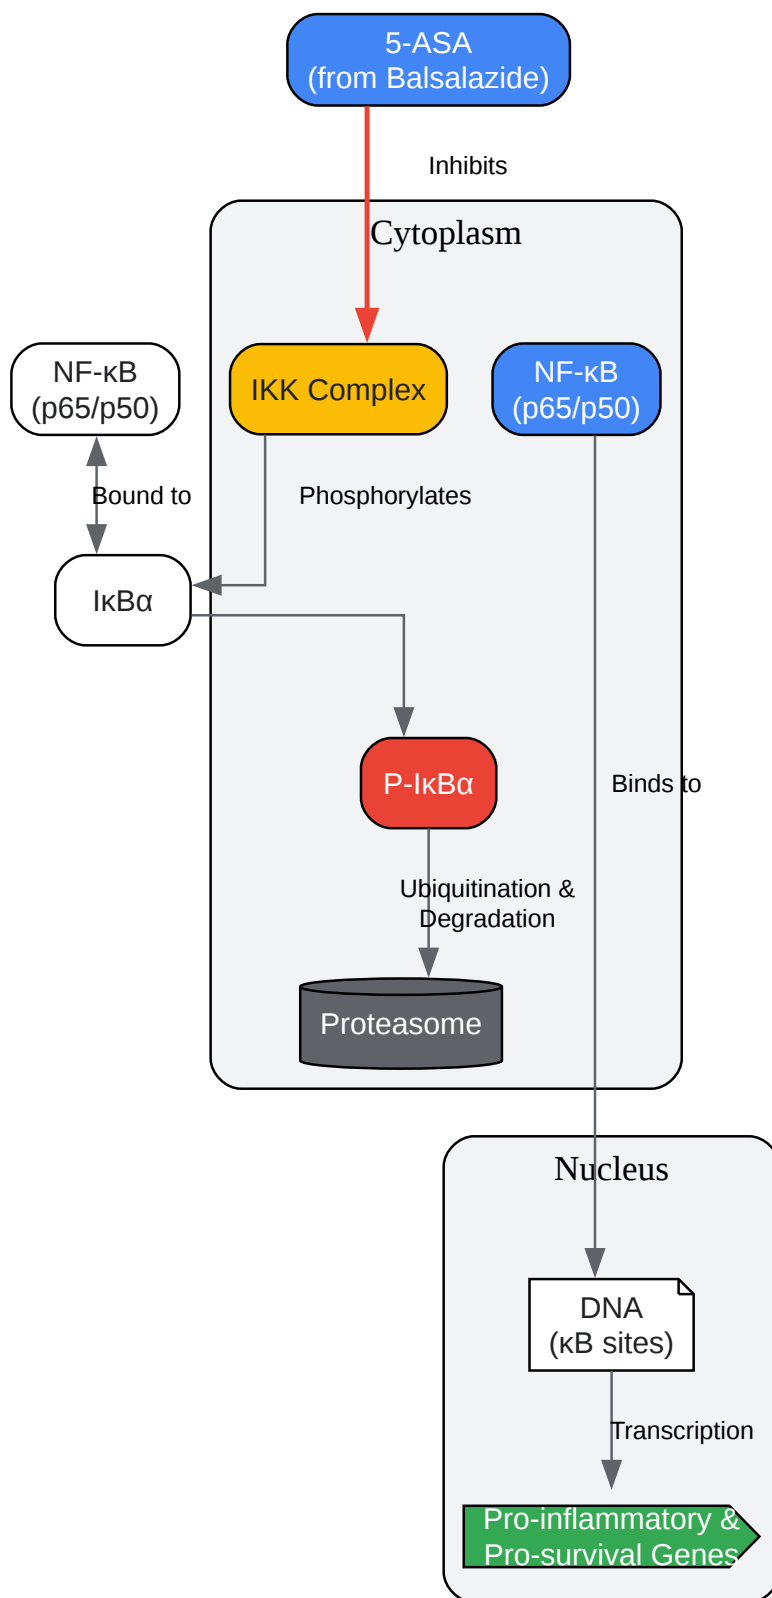 5-ASA
(from Balsalazide)
Inhibits
Cytoplasm
NF-κB
(p65/p50)
IKK Complex
NF-κB
(p65/p50)
Bound to
Phosphorylates
IκBα
P-IκBα
Binds to
Ubiquitination &
Degradation
Proteasome
Nucleus
DNA
(κB sites)
Transcription
Pro-inflammatory &
Pro-survival Genes